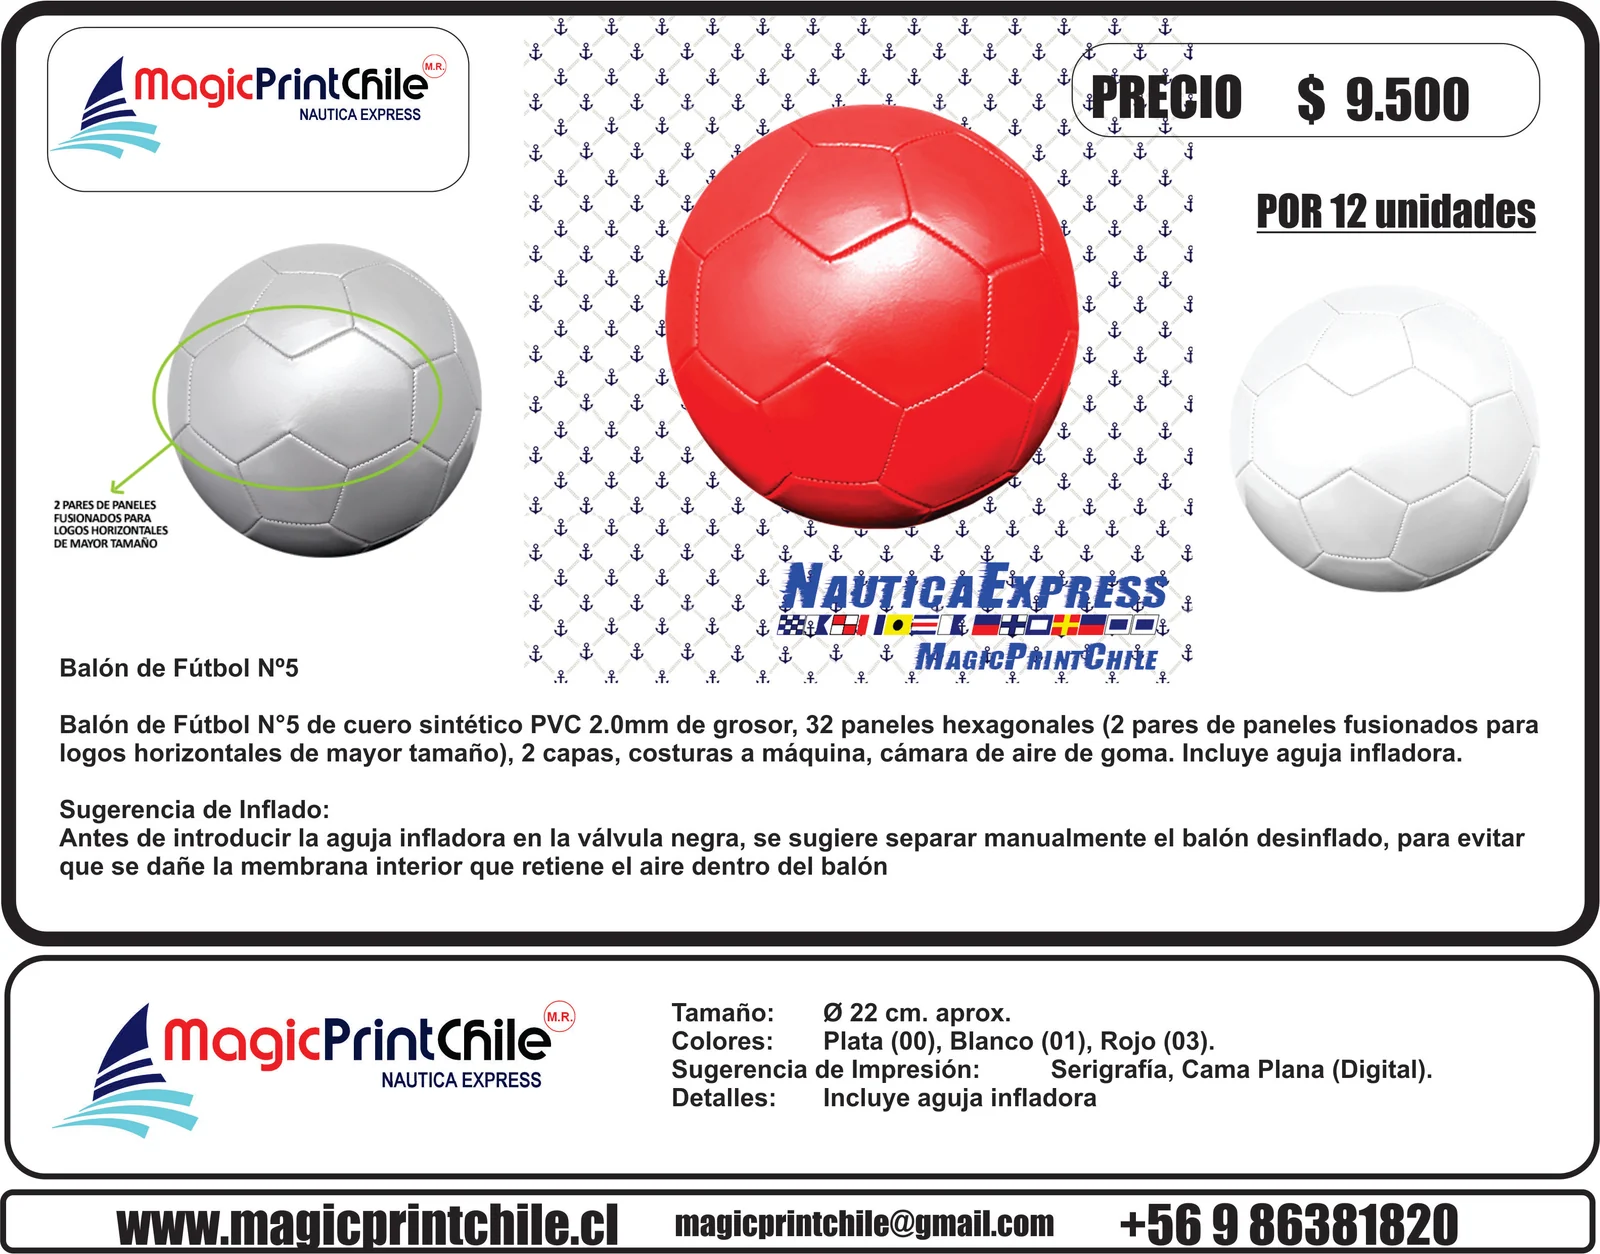 MagicPrintChile M.R.
NAUTICA EXPRESS
PRECIO $ 9.500
POR 12 unidades
2 PARES DE PANELES
FUSIONADOS PARA
LOGOS HORIZONTALES
DE MAYOR TAMAÑO
NAUTICAEXPRESS
MAGICPRINTCHILE
Balón de Fútbol Nº5
Balón de Fútbol N°5 de cuero sintético PVC 2.0mm de grosor, 32 paneles hexagonales (2 pares de paneles fusionados para
logos horizontales de mayor tamaño), 2 capas, costuras a máquina, cámara de aire de goma. Incluye aguja infladora.
Sugerencia de Inflado:
Antes de introducir la aguja infladora en la válvula negra, se sugiere separar manualmente el balón desinflado, para evitar
que se dañe la membrana interior que retiene el aire dentro del balón
MagicPrintChile M.R.
NAUTICA EXPRESS
Tamaño: Ø 22 cm. aprox.
Colores: Plata (00), Blanco (01), Rojo (03).
Sugerencia de Impresión: Serigrafía, Cama Plana (Digital).
Detalles: Incluye aguja infladora
www.magicprintchile.cl magicprintchile@gmail.com +56 9 86381820